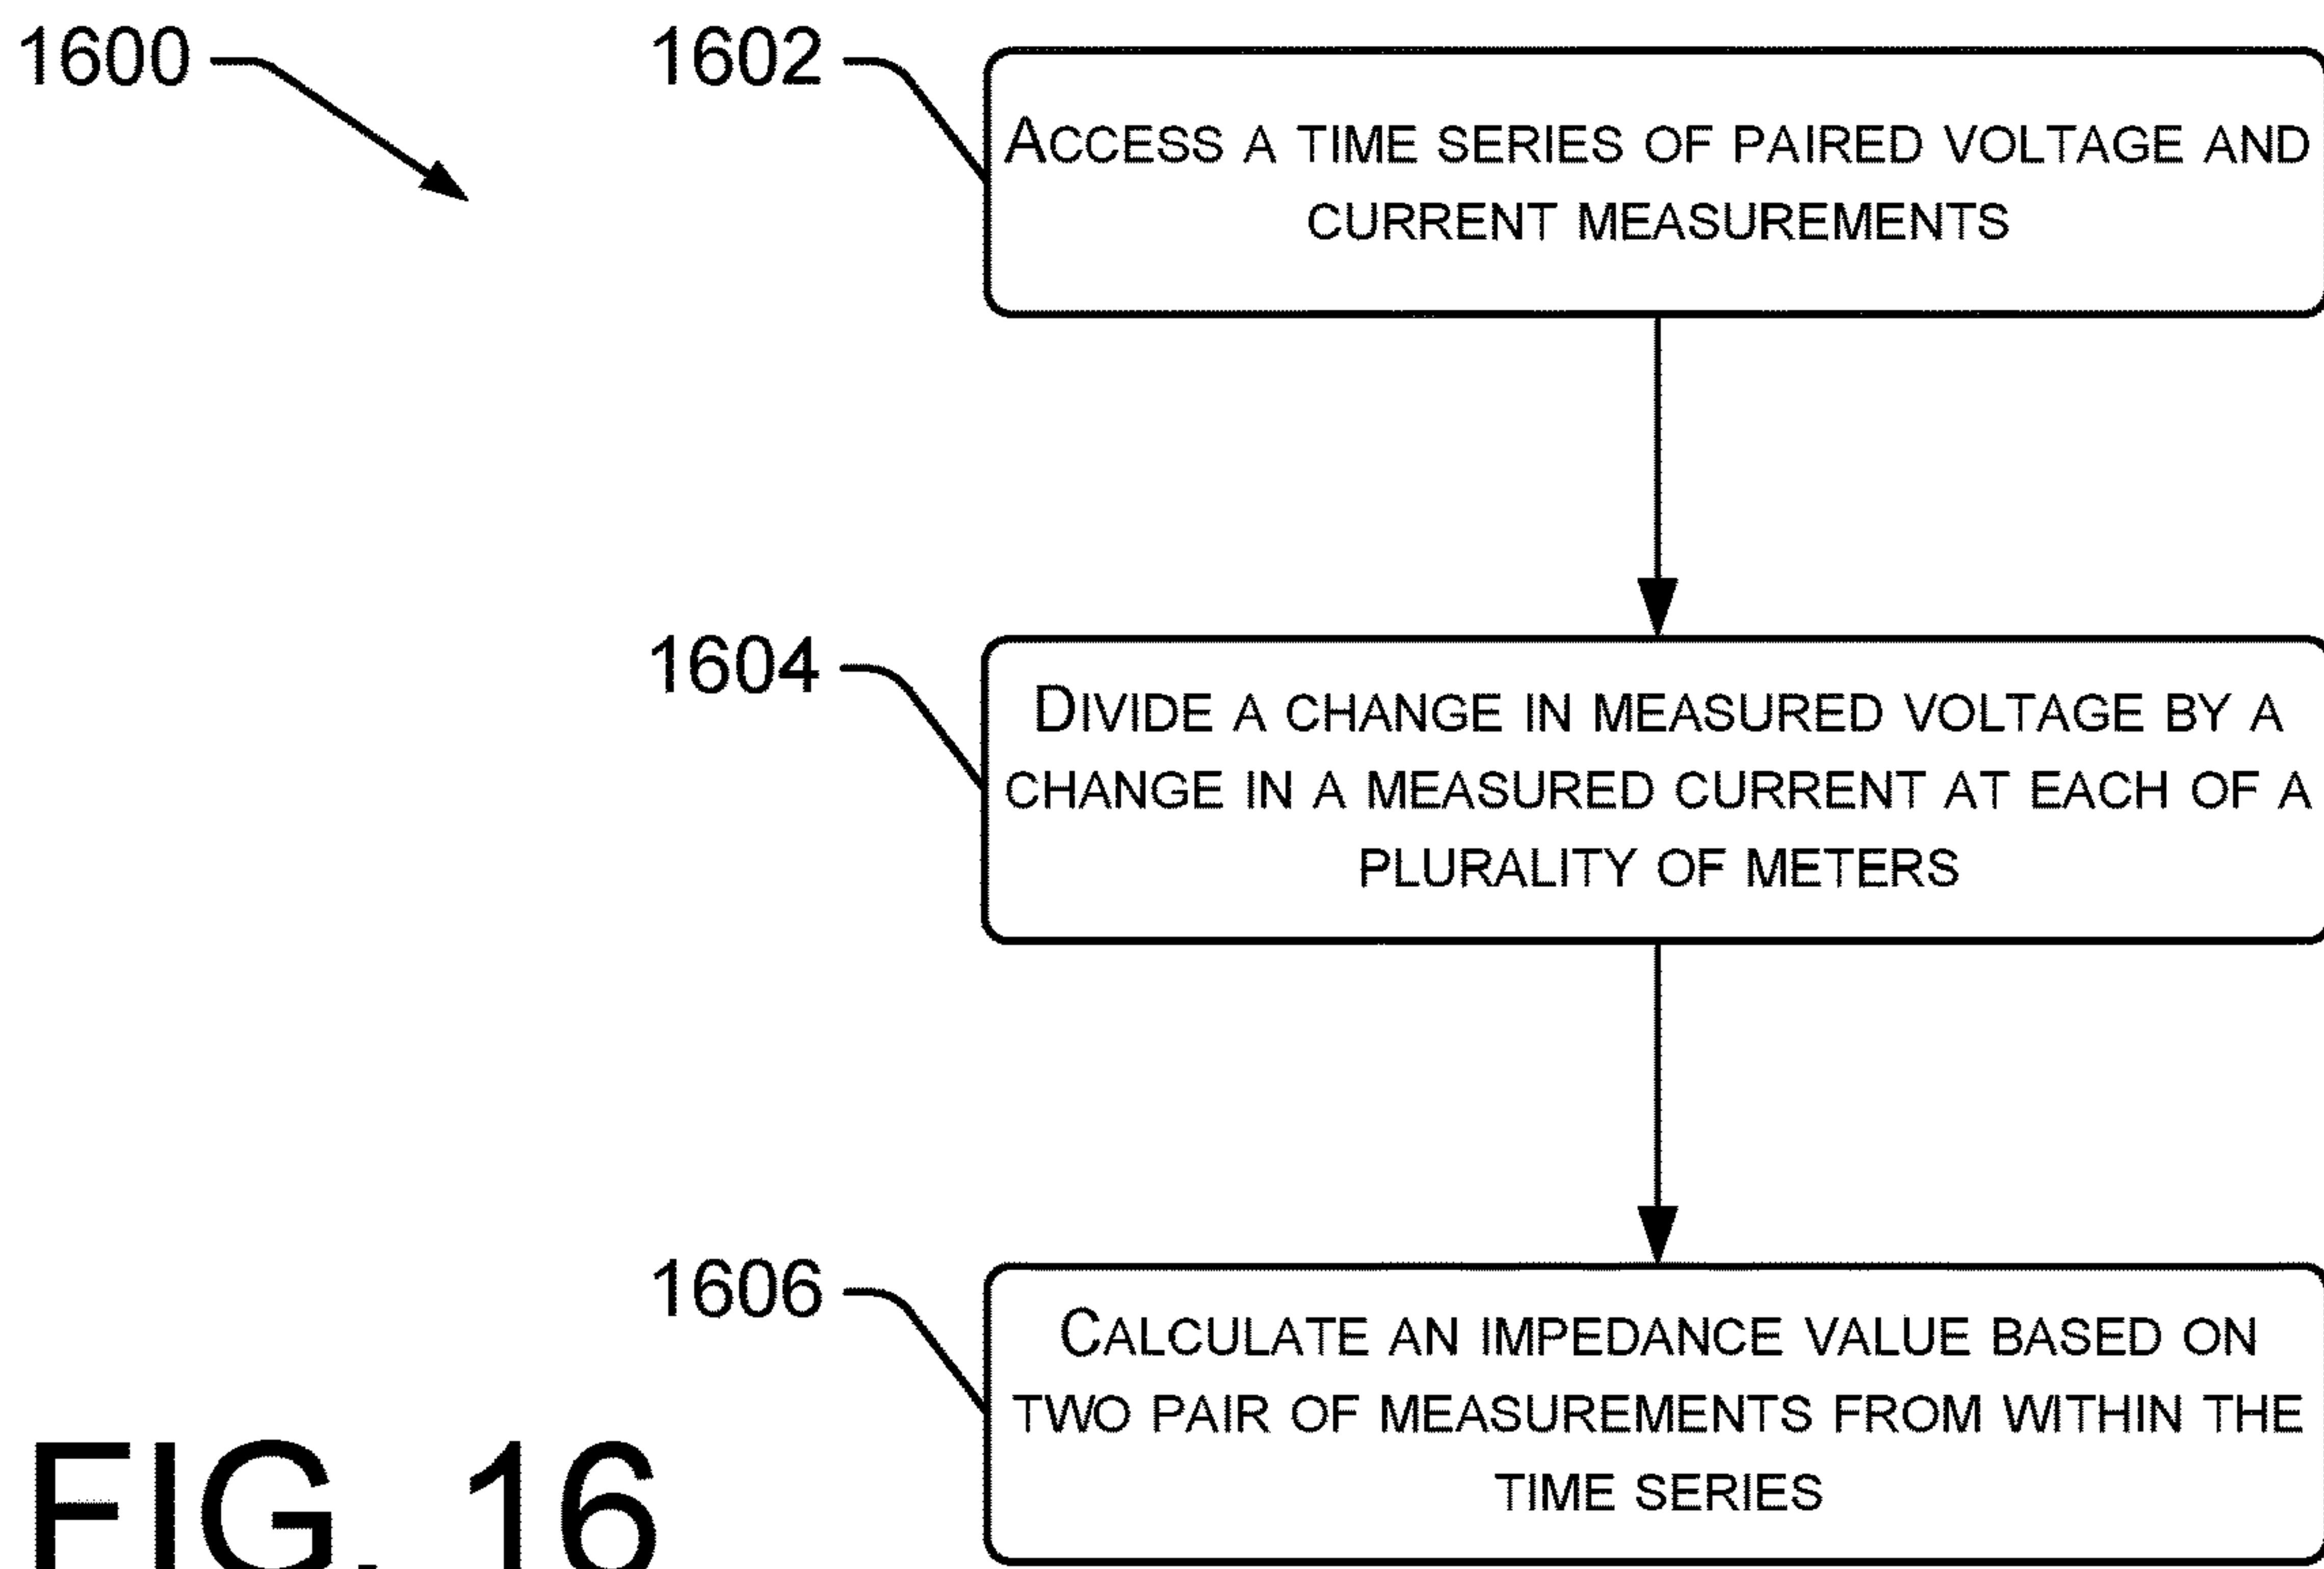 1600
1602
ACCESS A TIME SERIES OF PAIRED VOLTAGE AND
CURRENT MEASUREMENTS
1604
DIVIDE A CHANGE IN MEASURED VOLTAGE BY A
CHANGE IN A MEASURED CURRENT AT EACH OF A
PLURALITY OF METERS
1606
CALCULATE AN IMPEDANCE VALUE BASED ON
TWO PAIR OF MEASUREMENTS FROM WITHIN THE
TIME SERIES
FIG. 16